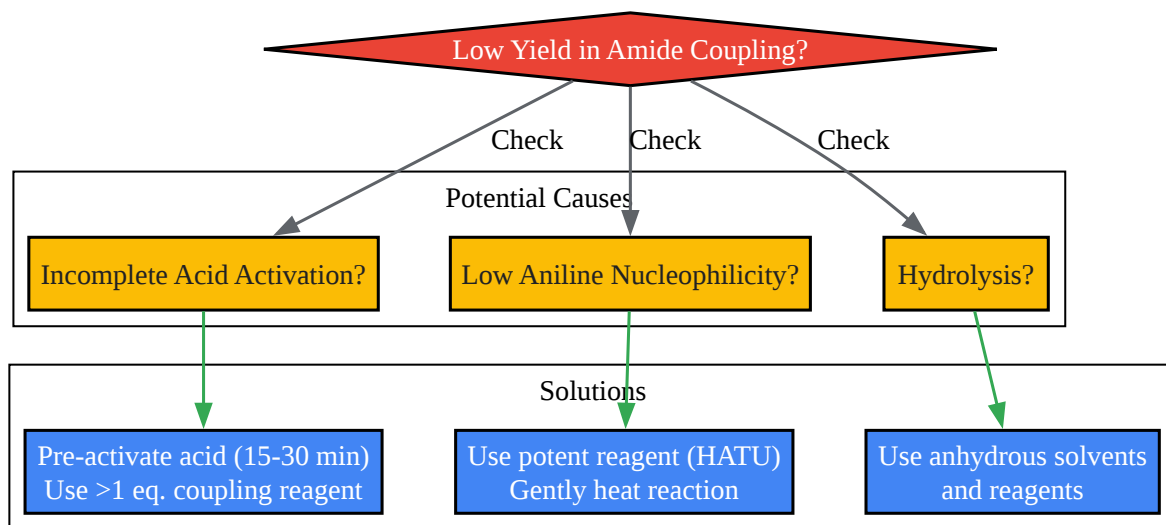 Low Yield in Amide Coupling?
Check
Check
Check
Potential Causes
Incomplete Acid Activation?
Low Aniline Nucleophilicity?
Hydrolysis?
Solutions
Pre-activate acid (15-30 min)
Use >1 eq. coupling reagent
Use potent reagent (HATU)
Gently heat reaction
Use anhydrous solvents
and reagents